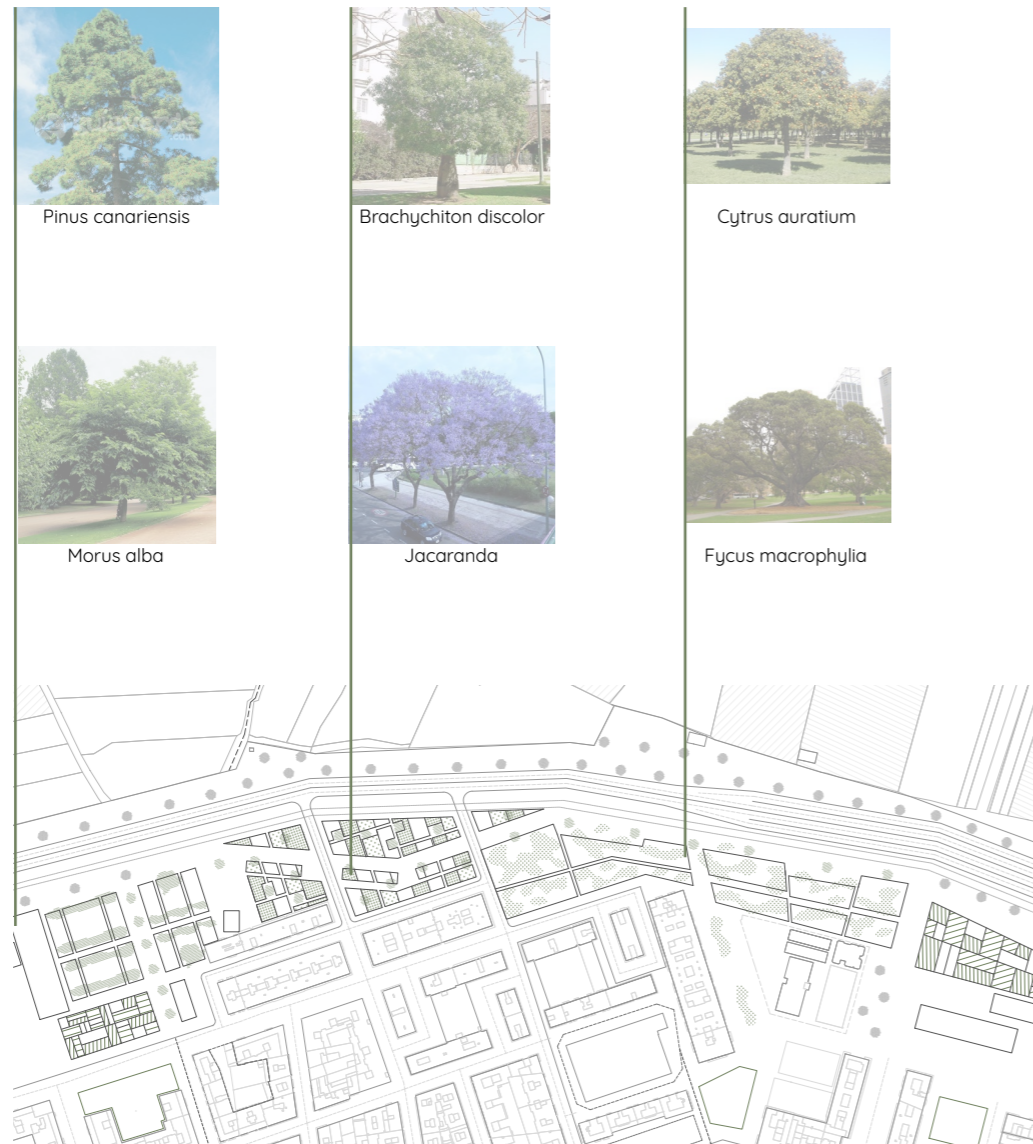 Pinus canariensis
Brachychiton discolor
Cytrus auratium
Morus alba
Jacaranda
Fycus macrophylia